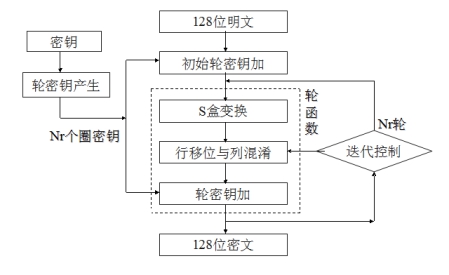 128位明文
密钥
初始轮密钥加
轮密钥产生
轮函数
S盒变换
Nr轮
Nr个圈密钥
行移位与列混淆
迭代控制
轮密钥加
128位密文